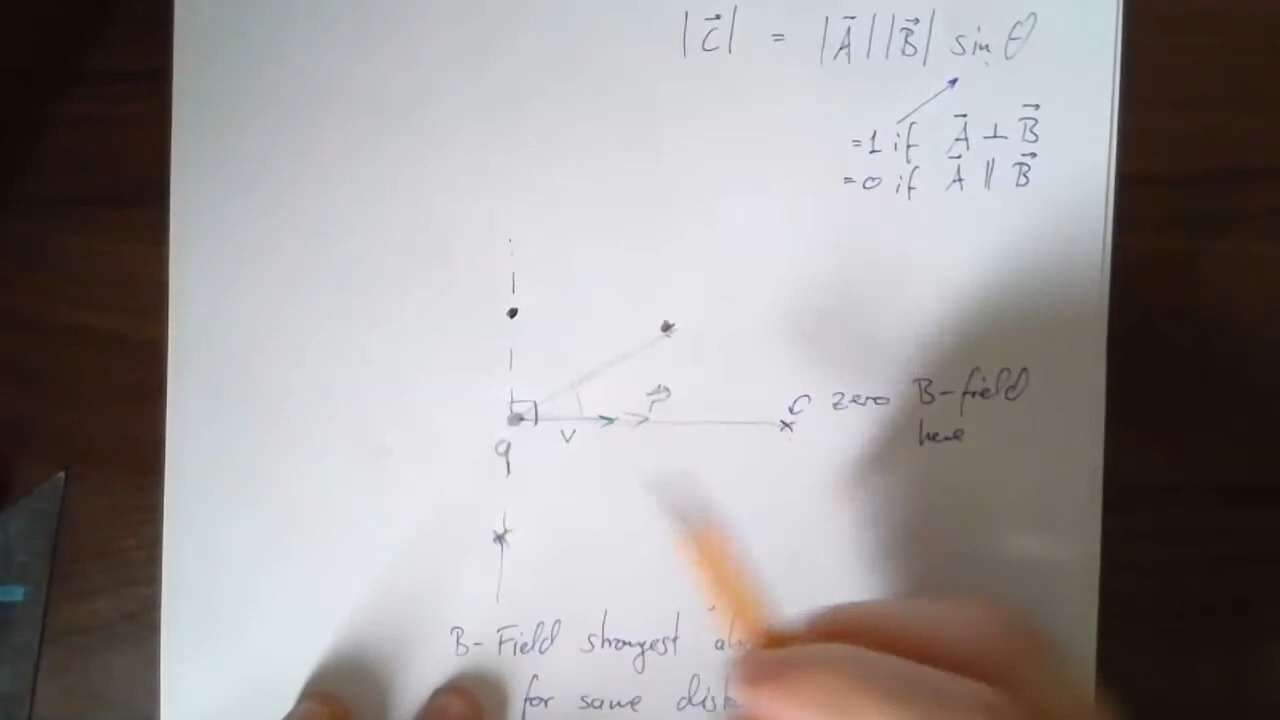 |C⃗| = |A⃗||B⃗| sin θ
=1 if A⃗ ⊥ B⃗
=0 if A⃗ ∥ B⃗
r̂
zero B-field
here
v
q
B-Field strongest
for same